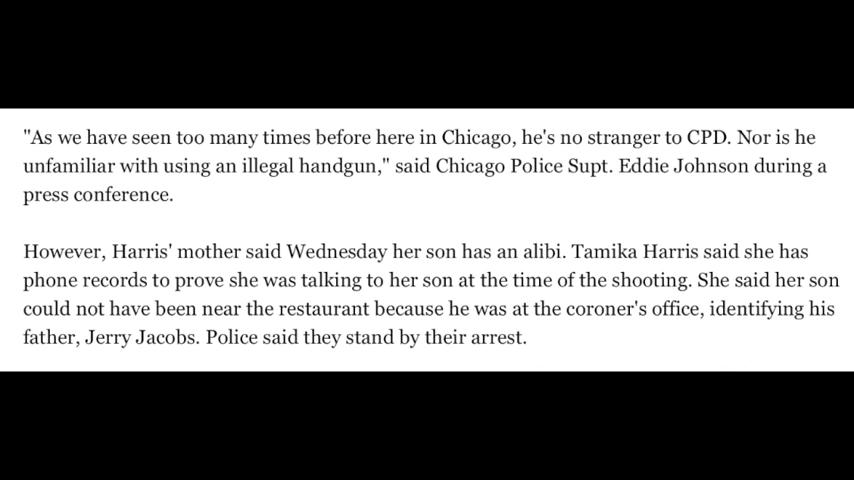 "As we have seen too many times before here in Chicago, he's no stranger to CPD. Nor is he
unfamiliar with using an illegal handgun," said Chicago Police Supt. Eddie Johnson during a
press conference.
However, Harris' mother said Wednesday her son has an alibi. Tamika Harris said she has
phone records to prove she was talking to her son at the time of the shooting. She said her son
could not have been near the restaurant because he was at the coroner's office, identifying his
father, Jerry Jacobs. Police said they stand by their arrest.